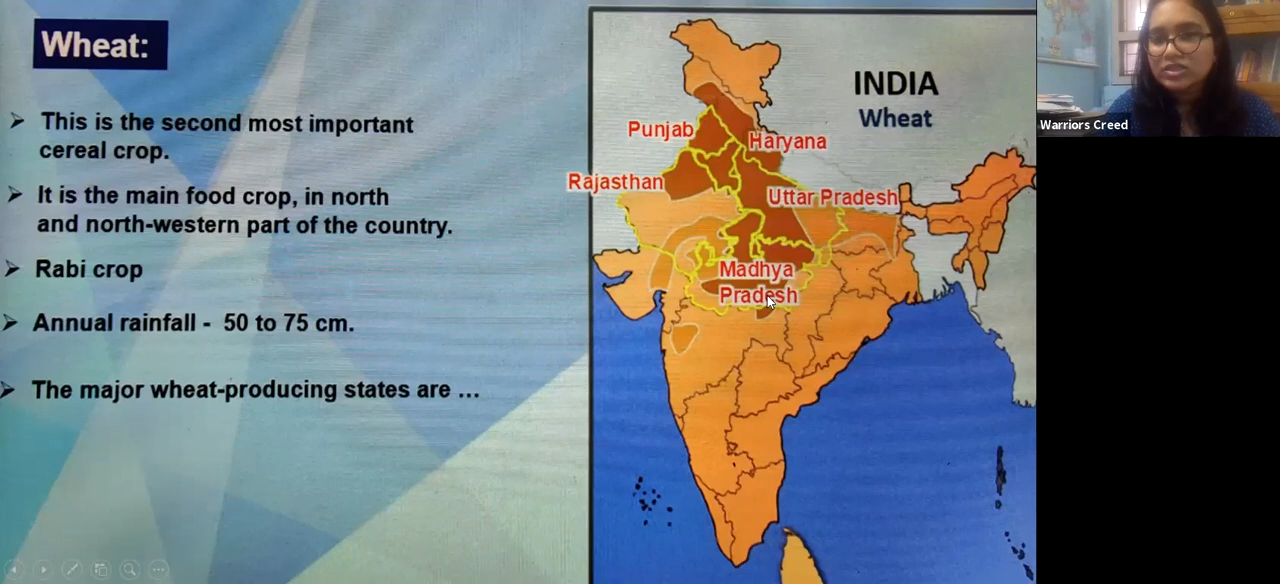 Wheat:
This is the second most important
cereal crop.
It is the main food crop, in north
and north-western part of the country.
Rabi crop
Annual rainfall - 50 to 75 cm.
The major wheat-producing states are ...
INDIA
Wheat
Punjab
Haryana
Rajasthan
Uttar Pradesh
Madhya
Pradesh
Warriors Creed